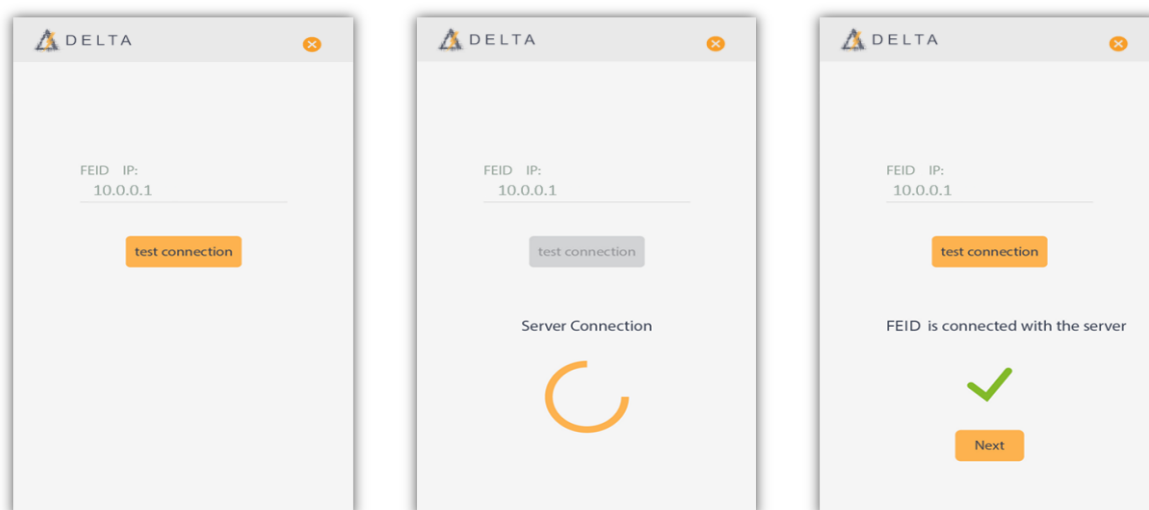 DELTA
FEID IP:
10.0.0.1
test connection
DELTA
FEID IP:
10.0.0.1
test connection
Server Connection
DELTA
FEID IP:
10.0.0.1
test connection
FEID is connected with the server
Next